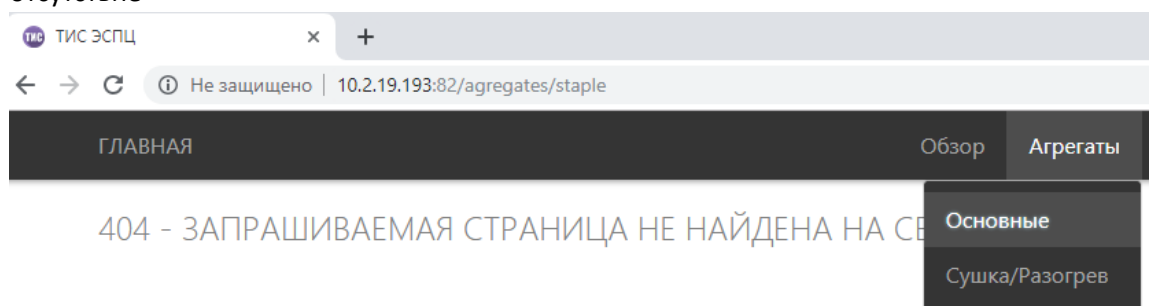 ТИС ЭСПЦ
Не защищено | 10.2.19.193:82/agregates/staple
ГЛАВНАЯ Обзор Агрегаты
404 - ЗАПРАШИВАЕМАЯ СТРАНИЦА НЕ НАЙДЕНА НА
Основные
Сушка/Разогрев